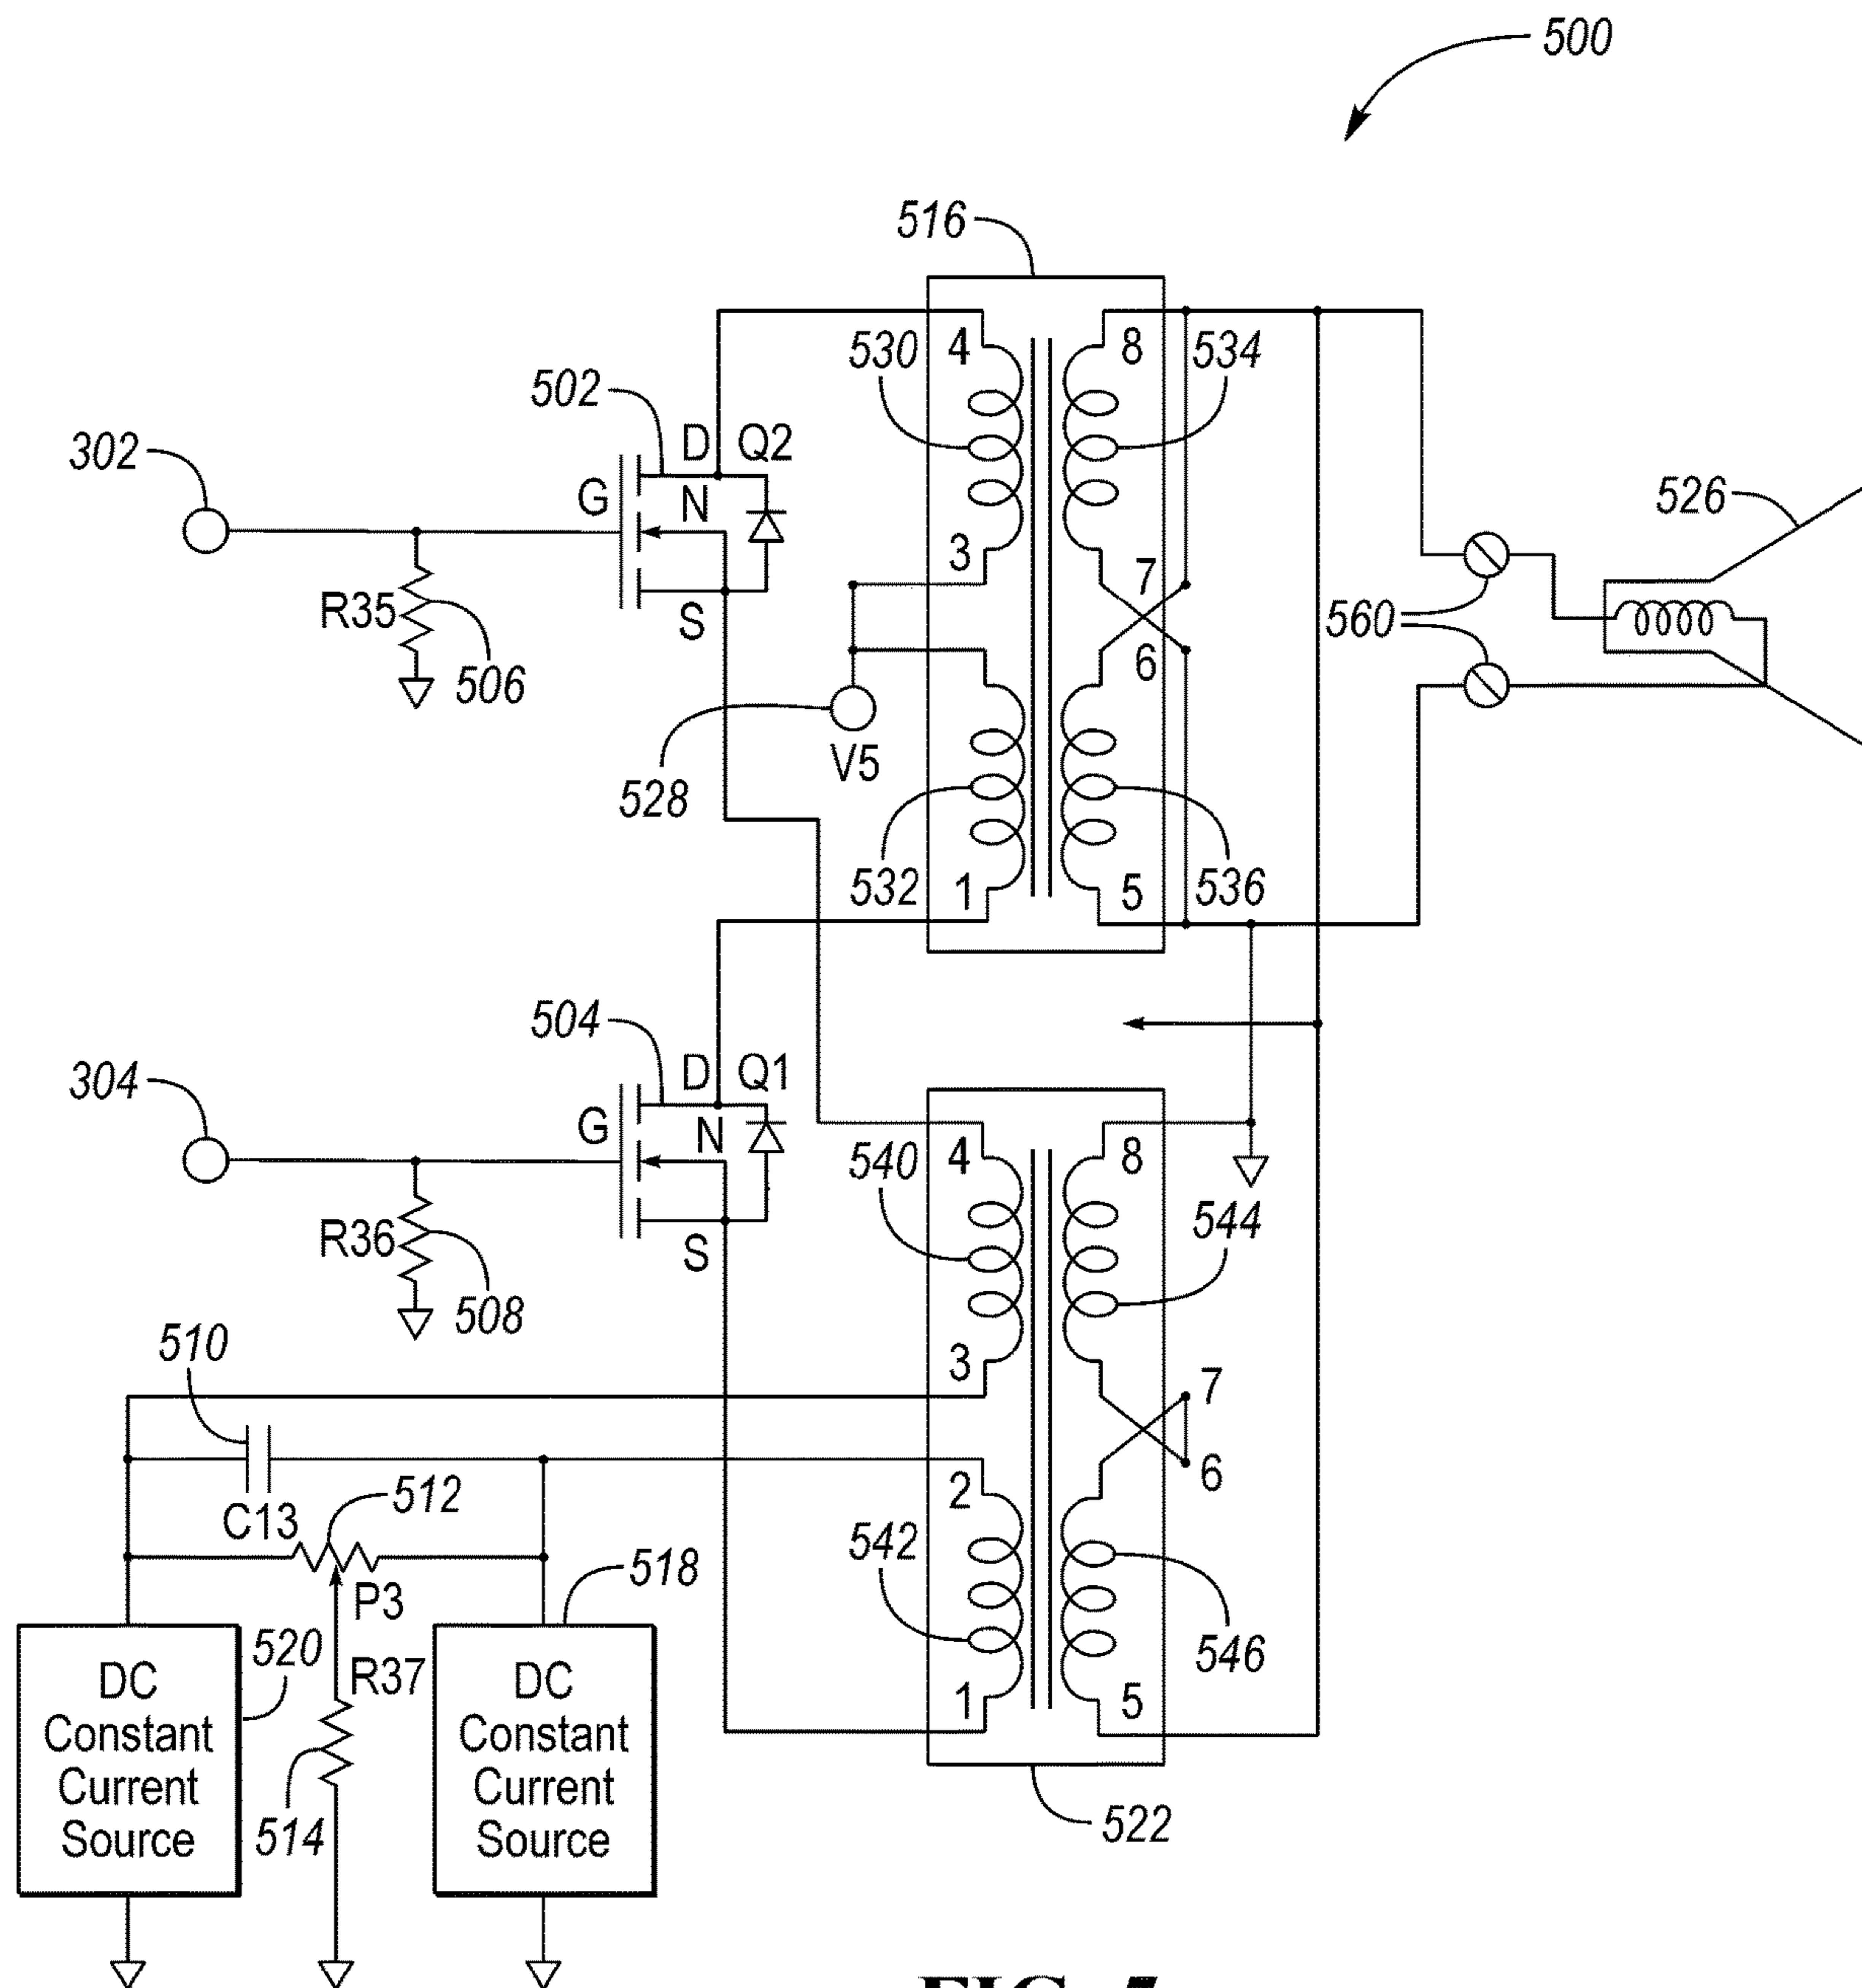 500
516
4
530
8
534
502
D
Q2
302
G
N
526
3
7
R35
S
560
6
506
V5
528
532
1
5
536
504
D
Q1
304
G
N
4
540
8
544
R36
S
508
510
3
7
2
6
C13
512
542
518
P3
520
R37
546
DC
Constant
Current
Source
514
DC
Constant
Current
Source
1
5
522
FIG. 5